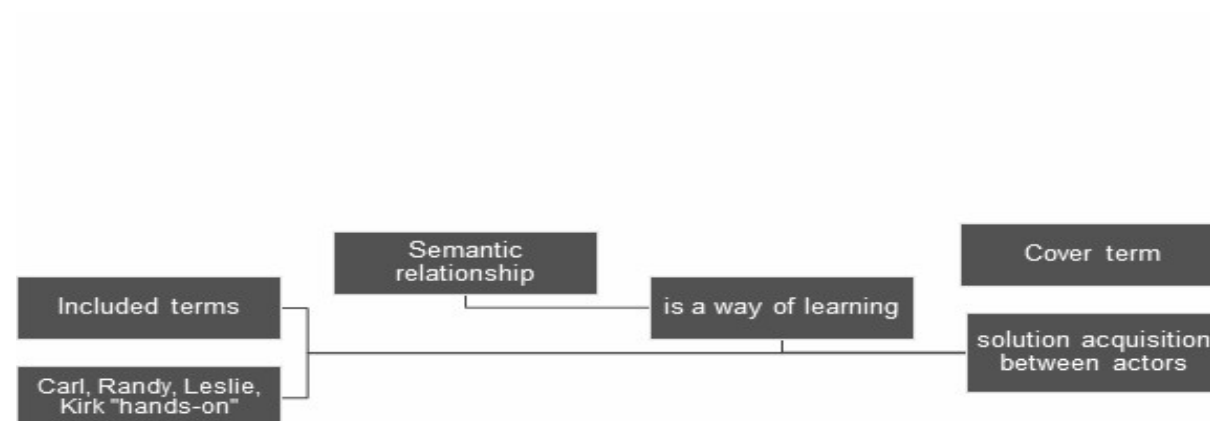 Semantic
relationship
Cover term
Included terms
is a way of learning
solution acquisition
between actors
Carl, Randy, Leslie,
Kirk "hands-on"